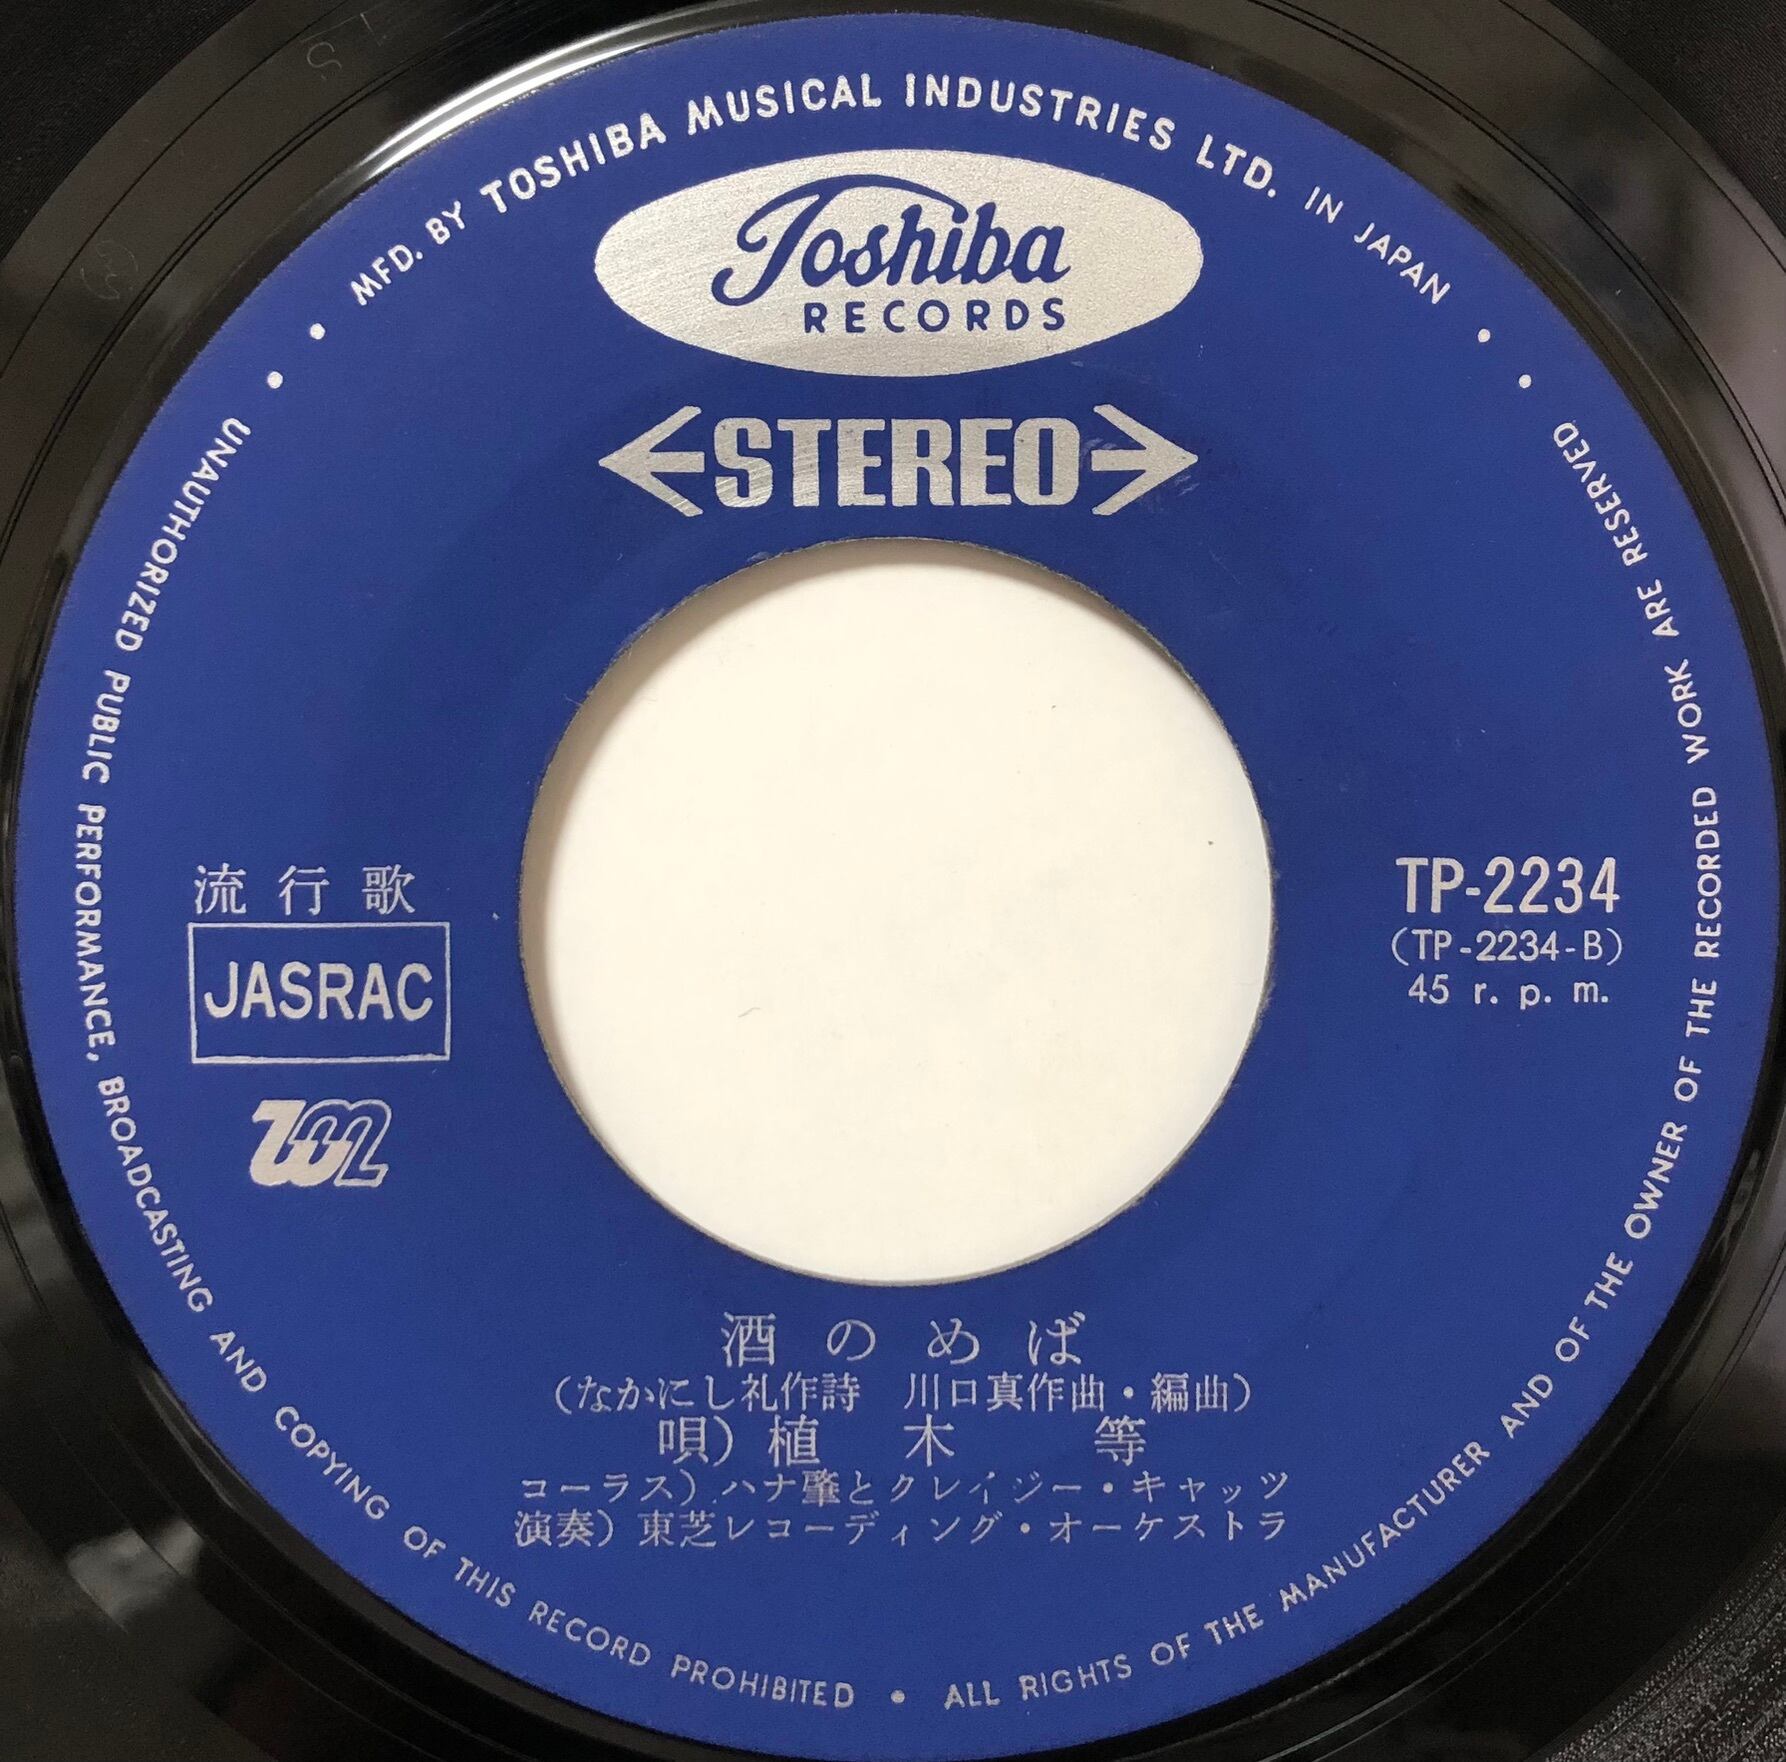 MFD. BY TOSHIBA MUSICAL INDUSTRIES LTD. IN JAPAN
Toshiba
RECORDS
STEREO
流行歌
JASRAC
TP-2234
(TP-2234-B)
45 r. p. m.
酒のめば
(なかにし礼作詩 川口真作曲・編曲)
唄) 植木等
コーラス) ハナ肇とクレイジー・キャッツ
演奏) 東芝レコーディング・オーケストラ
UNAUTHORIZED PUBLIC PERFORMANCE, BROADCASTING AND COPYING OF THIS RECORD PROHIBITED • ALL RIGHTS OF THE MANUFACTURER AND OF THE OWNER OF THE RECORDED WORK ARE RESERVED